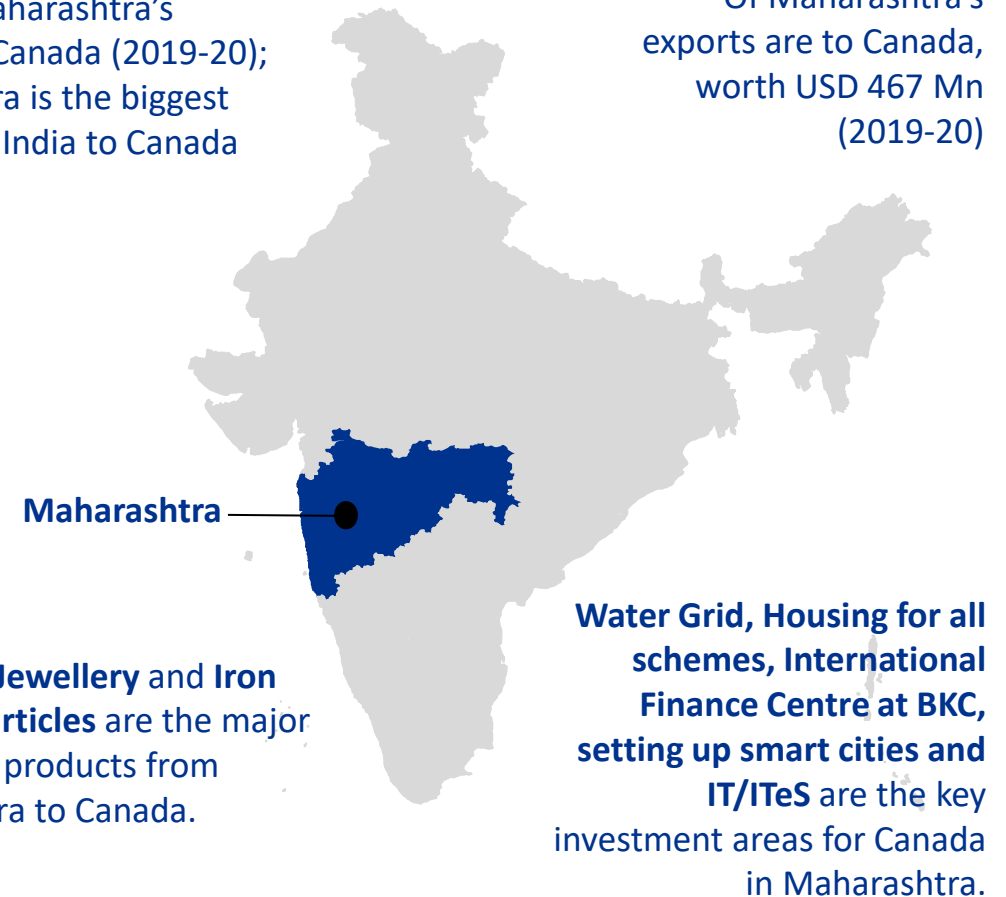 Maharashtra's
Canada (2019-20);
is the biggest
India to Canada
Of Maharashtra's
exports are to Canada,
worth USD 467 Mn
(2019-20)
Maharashtra
Jewellery and Iron
are the major
products from
to Canada.
Water Grid, Housing for all
schemes, International
Finance Centre at BKC,
setting up smart cities and
IT/ITeS are the key
investment areas for Canada
in Maharashtra.